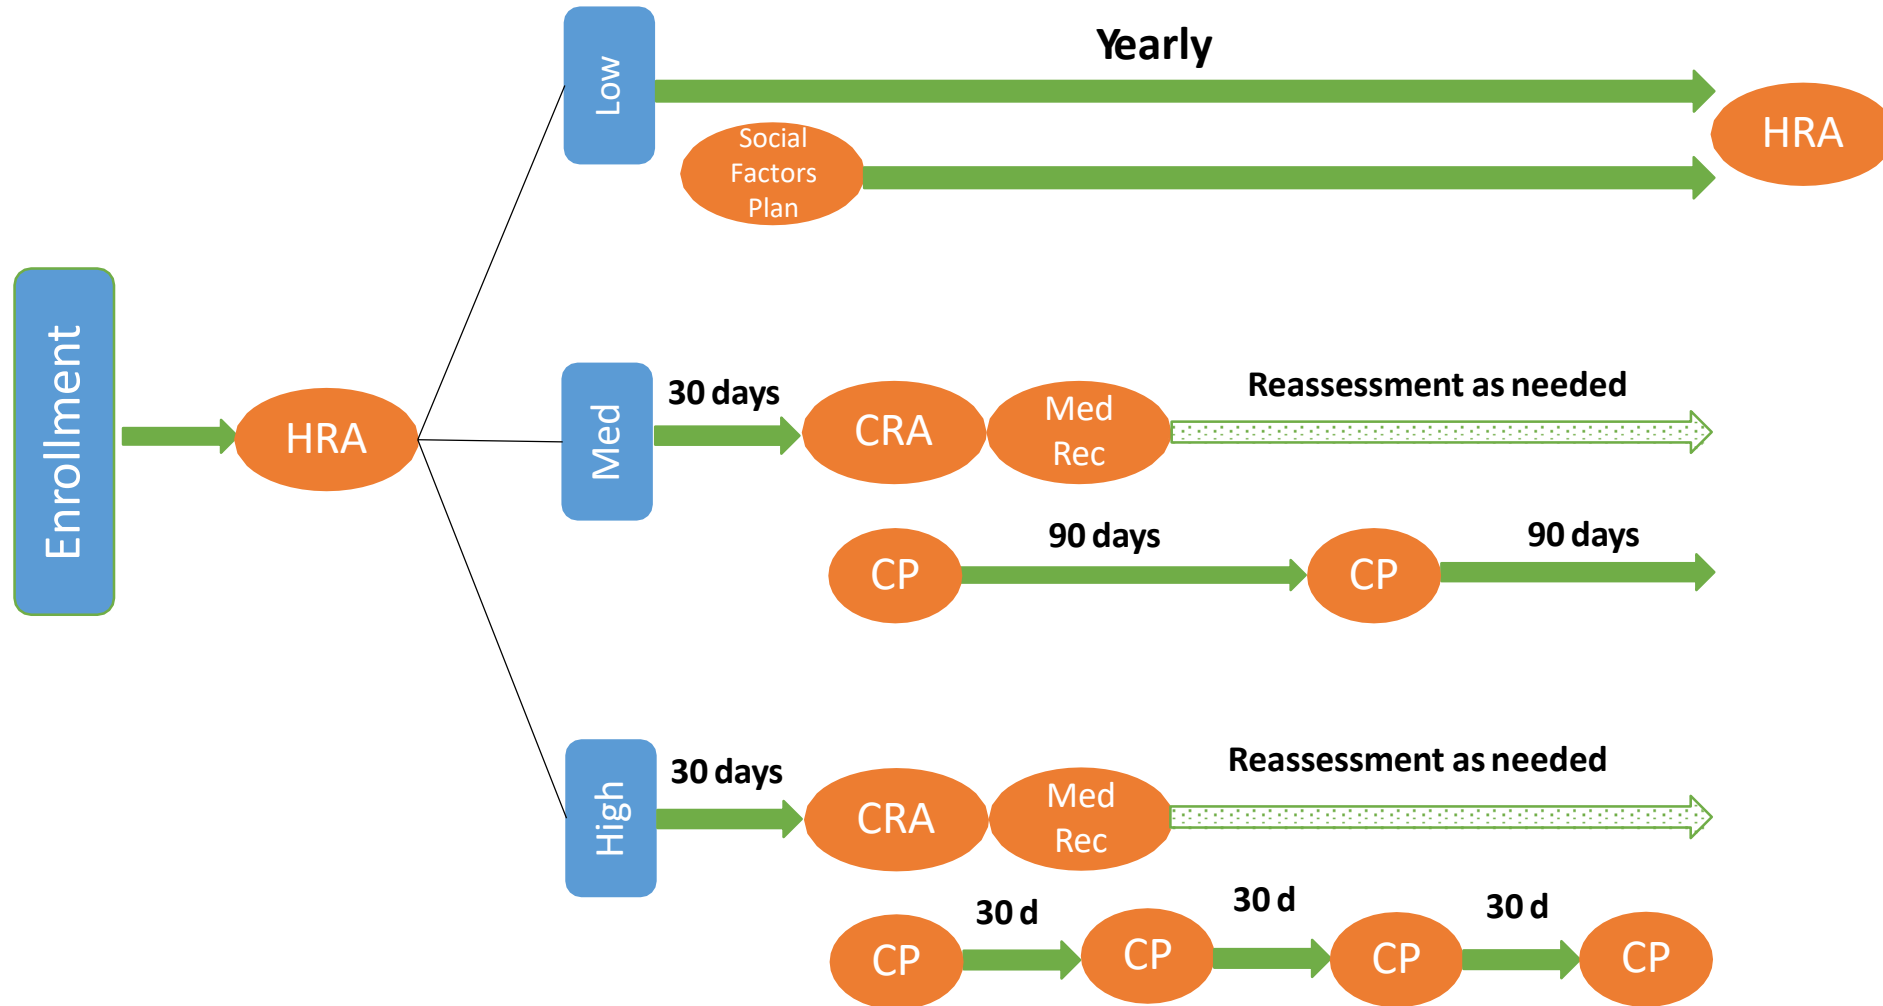 Enrollment
HRA
Low
Yearly
Social
Factors
Plan
HRA
Med
30 days
CRA
Med
Rec
Reassessment as needed
CP
90 days
CP
90 days
High
30 days
CRA
Med
Rec
Reassessment as needed
CP
30 d
CP
30 d
CP
30 d
CP